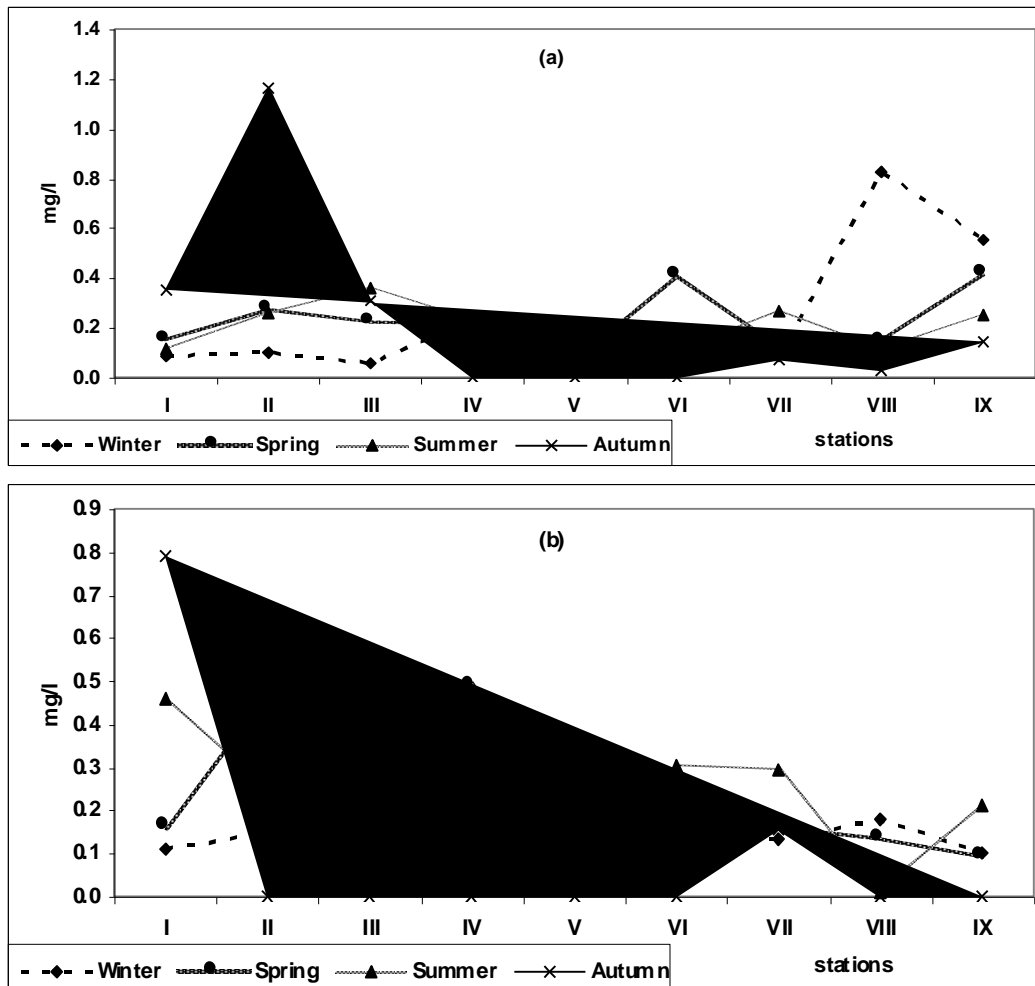 (a)
mg/l
1.4
1.2
1.0
0.8
0.6
0.4
0.2
0.0
I II III IV V VI VII VIII IX
stations
Winter Spring Summer Autumn
(b)
mg/l
0.9
0.8
0.7
0.6
0.5
0.4
0.3
0.2
0.1
0.0
I II III IV V VI VII VIII IX
stations
Winter Spring Summer Autumn